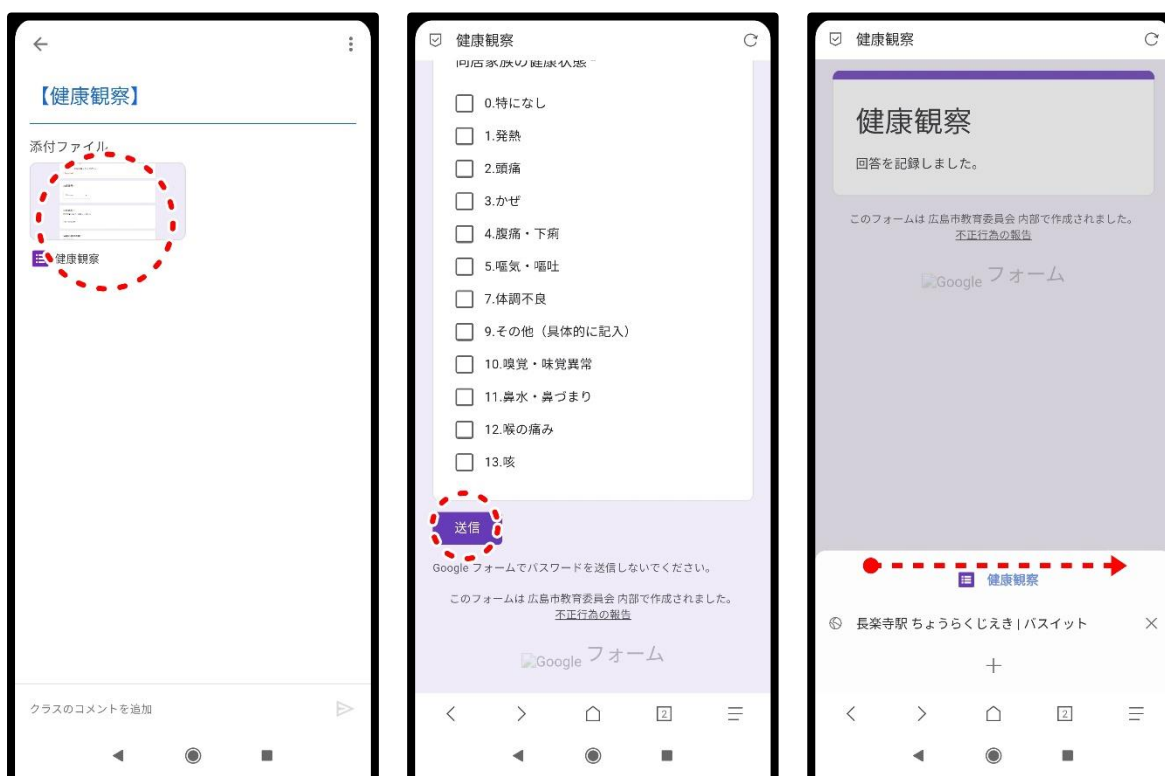 【健康観察】
添付ファイル
健康観察
クラスのコメントを追加
健康観察
同居家族の健康状態
0.特になし
1.発熱
2.頭痛
3.かぜ
4.腹痛・下痢
5.嘔気・嘔吐
7.体調不良
9.その他（具体的に記入）
10.嗅覚・味覚異常
11.鼻水・鼻づまり
12.喉の痛み
13.咳
送信
Google フォームでパスワードを送信しないでください。
このフォームは 広島市教育委員会 内部で作成されました。
不正行為の報告
Google フォーム
2
健康観察
健康観察
回答を記録しました。
このフォームは 広島市教育委員会 内部で作成されました。
不正行為の報告
Google フォーム
健康観察
長楽寺駅 ちょうらくじえき | バスイット
2